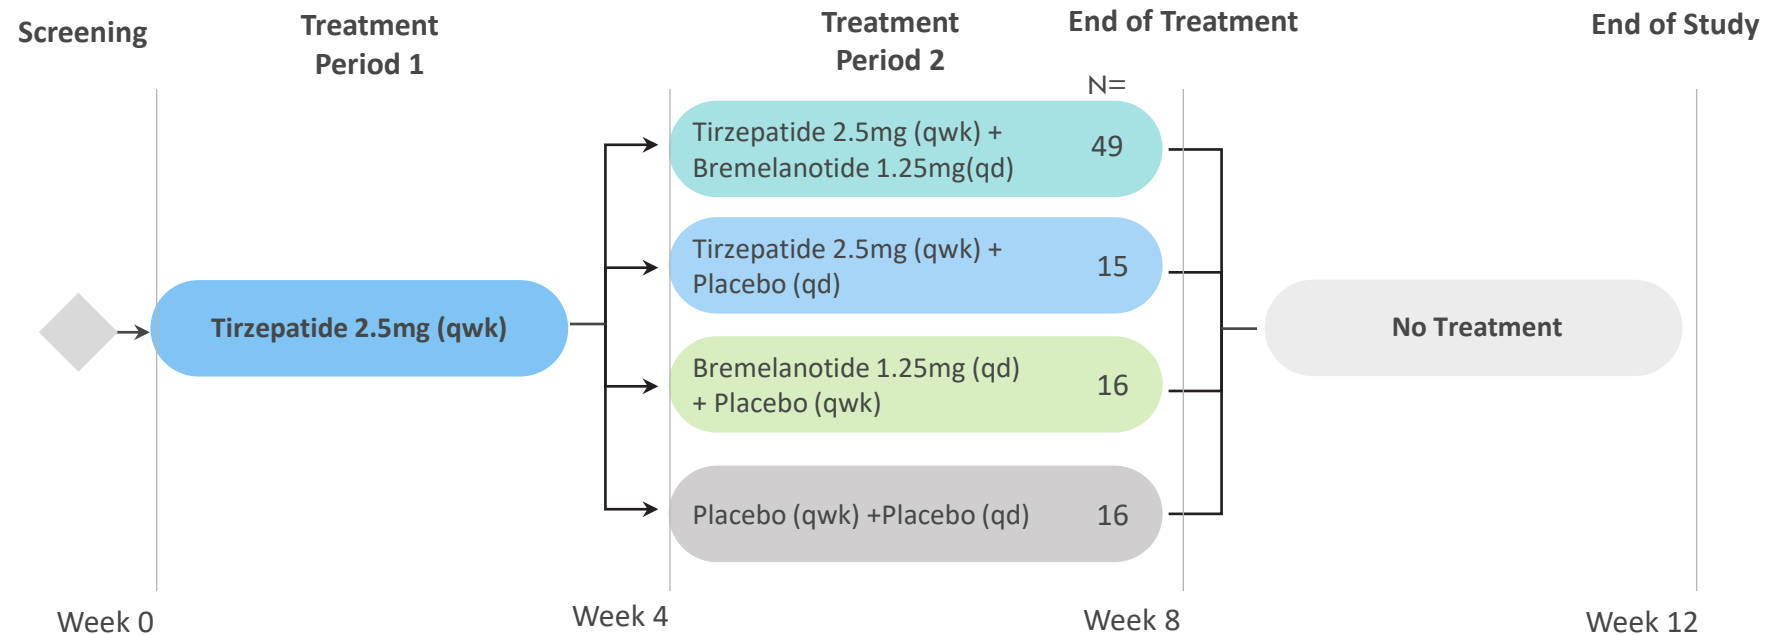 Screening
Treatment
Period 1
Treatment
Period 2
End of Treatment
End of Study
N=
Tirzepatide 2.5mg (qwk) +
Bremelanotide 1.25mg(qd)
49
Tirzepatide 2.5mg (qwk) +
Placebo (qd)
15
Tirzepatide 2.5mg (qwk)
No Treatment
Bremelanotide 1.25mg (qd)
+ Placebo (qwk)
16
Placebo (qwk) +Placebo (qd)
16
Week 0
Week 4
Week 8
Week 12